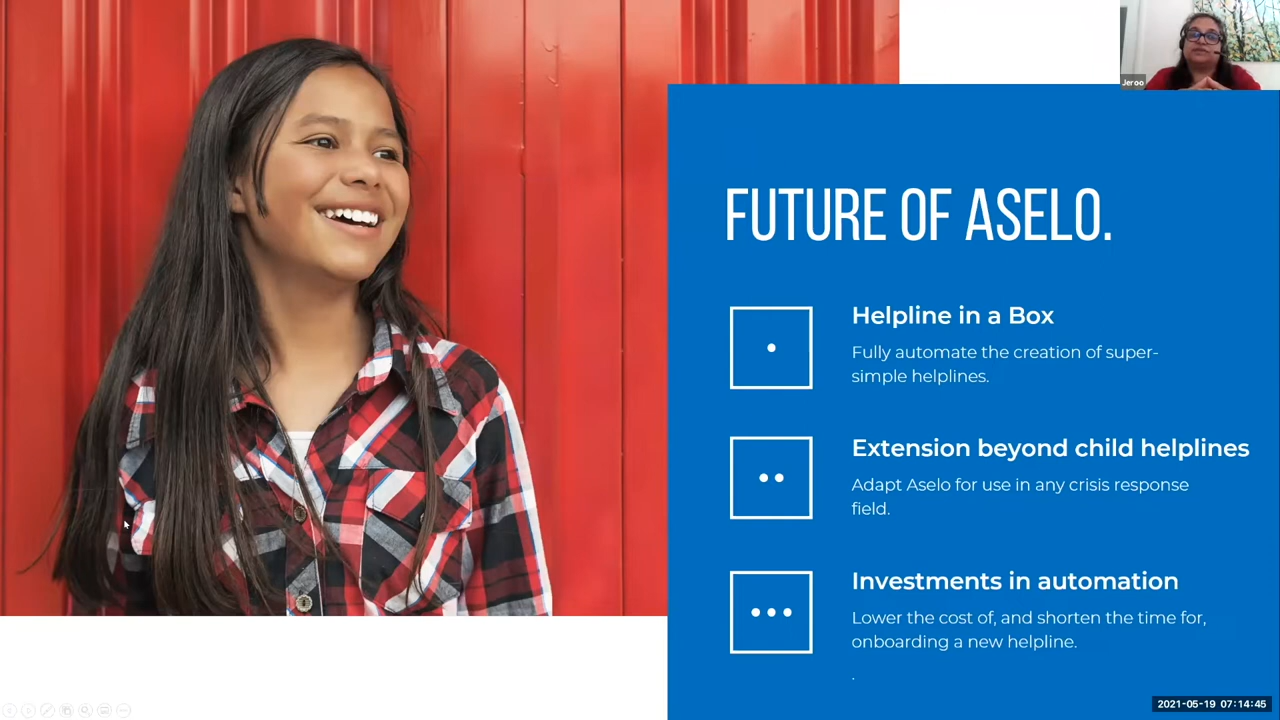 Jeroo
FUTURE OF ASELO.
Helpline in a Box
Fully automate the creation of super-
simple helplines.
Extension beyond child helplines
Adapt Aselo for use in any crisis response
field.
Investments in automation
Lower the cost of, and shorten the time for,
onboarding a new helpline.
.
2021-05-19 07:14:45